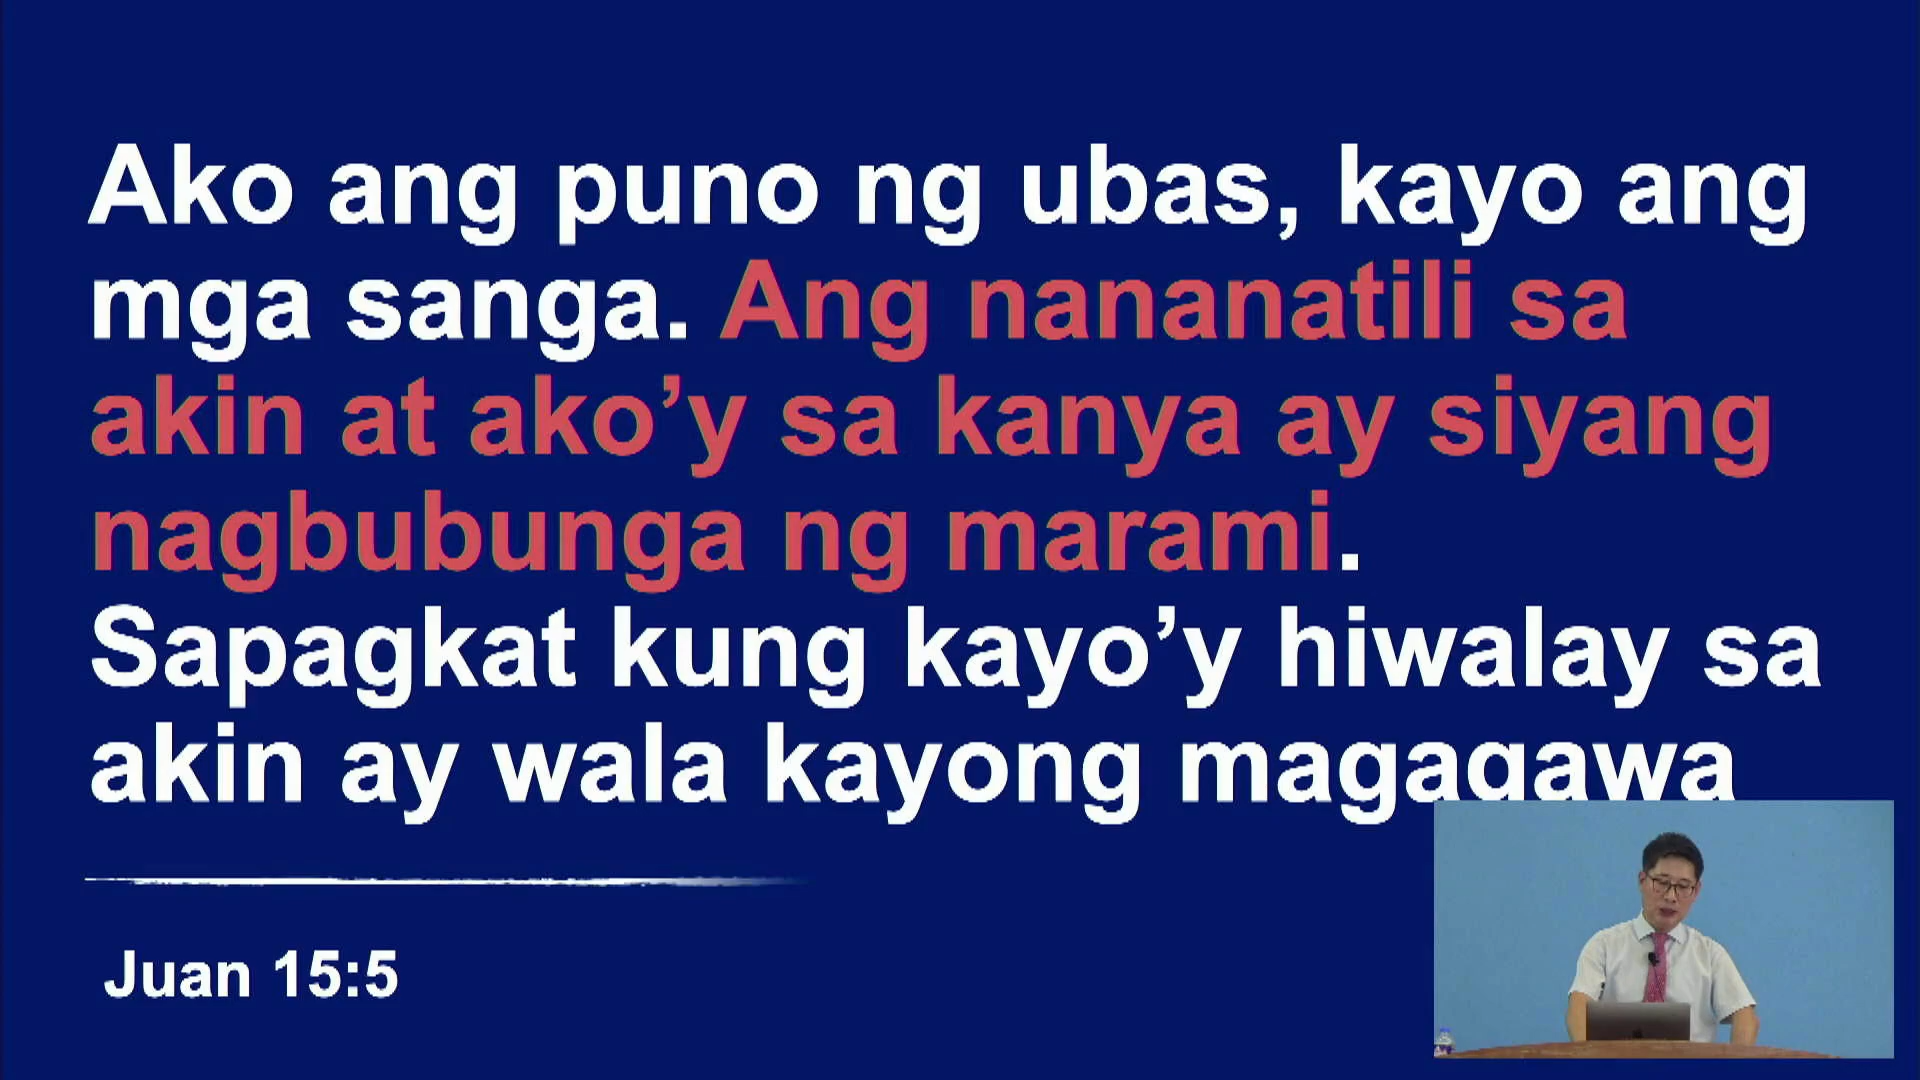 Ako ang puno ng ubas, kayo ang
mga sanga. Ang nananatili sa
akin at ako’y sa kanya ay siyang
nagbubunga ng marami.
Sapagkat kung kayo’y hiwalay sa
akin ay wala kayong magagawa
Juan 15:5